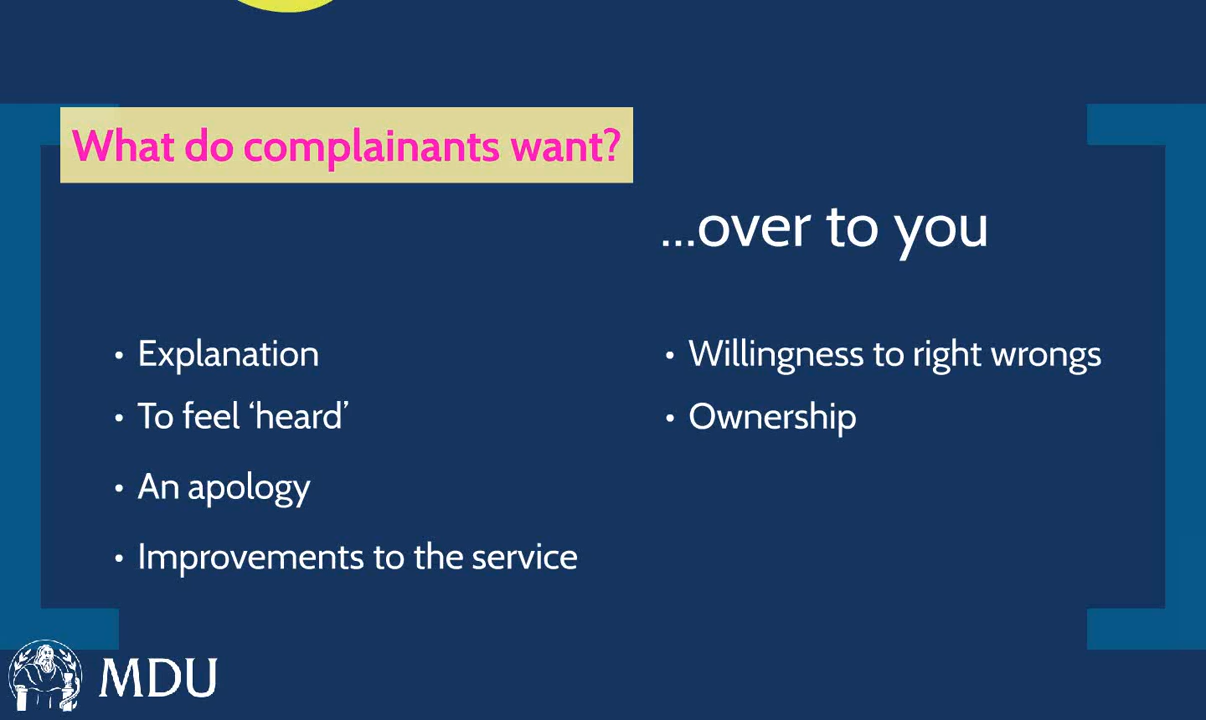 What do complainants want?
...over to you
• Explanation
• To feel ‘heard’
• An apology
• Improvements to the service
• Willingness to right wrongs
• Ownership
MDU